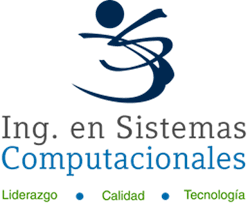 Ing. en Sistemas
Computacionales
Liderazgo • Calidad • Tecnología